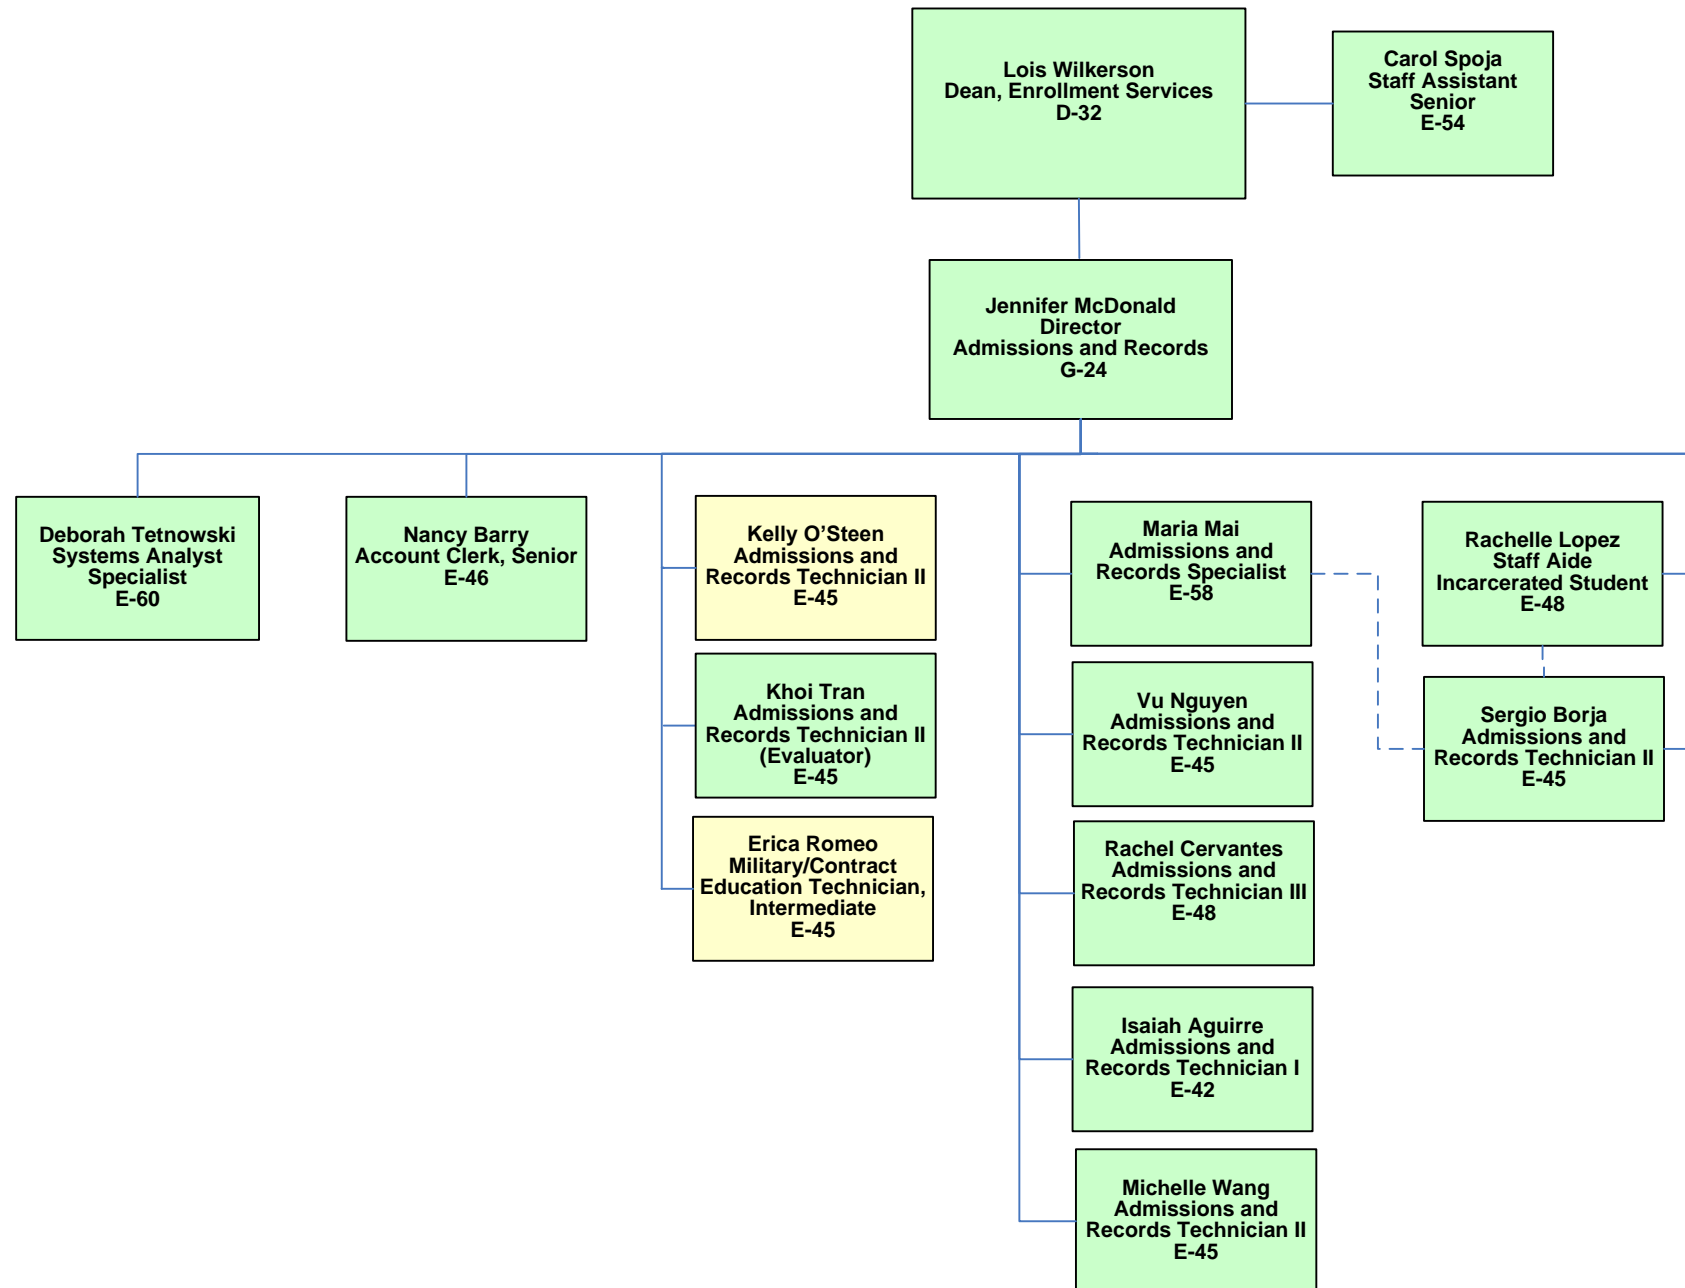 Lois Wilkerson
Dean, Enrollment Services
D-32
Carol Spoja
Staff Assistant
Senior
E-54
Jennifer McDonald
Director
Admissions and Records
G-24
Deborah Tetnowski
Systems Analyst
Specialist
E-60
Nancy Barry
Account Clerk, Senior
E-46
Kelly O’Steen
Admissions and
Records Technician II
E-45
Khoi Tran
Admissions and
Records Technician II
(Evaluator)
E-45
Erica Romeo
Military/Contract
Education Technician,
Intermediate
E-45
Maria Mai
Admissions and
Records Specialist
E-58
Vu Nguyen
Admissions and
Records Technician II
E-45
Rachel Cervantes
Admissions and
Records Technician III
E-48
Isaiah Aguirre
Admissions and
Records Technician I
E-42
Michelle Wang
Admissions and
Records Technician II
E-45
Rachelle Lopez
Staff Aide
Incarcerated Student
E-48
Sergio Borja
Admissions and
Records Technician II
E-45